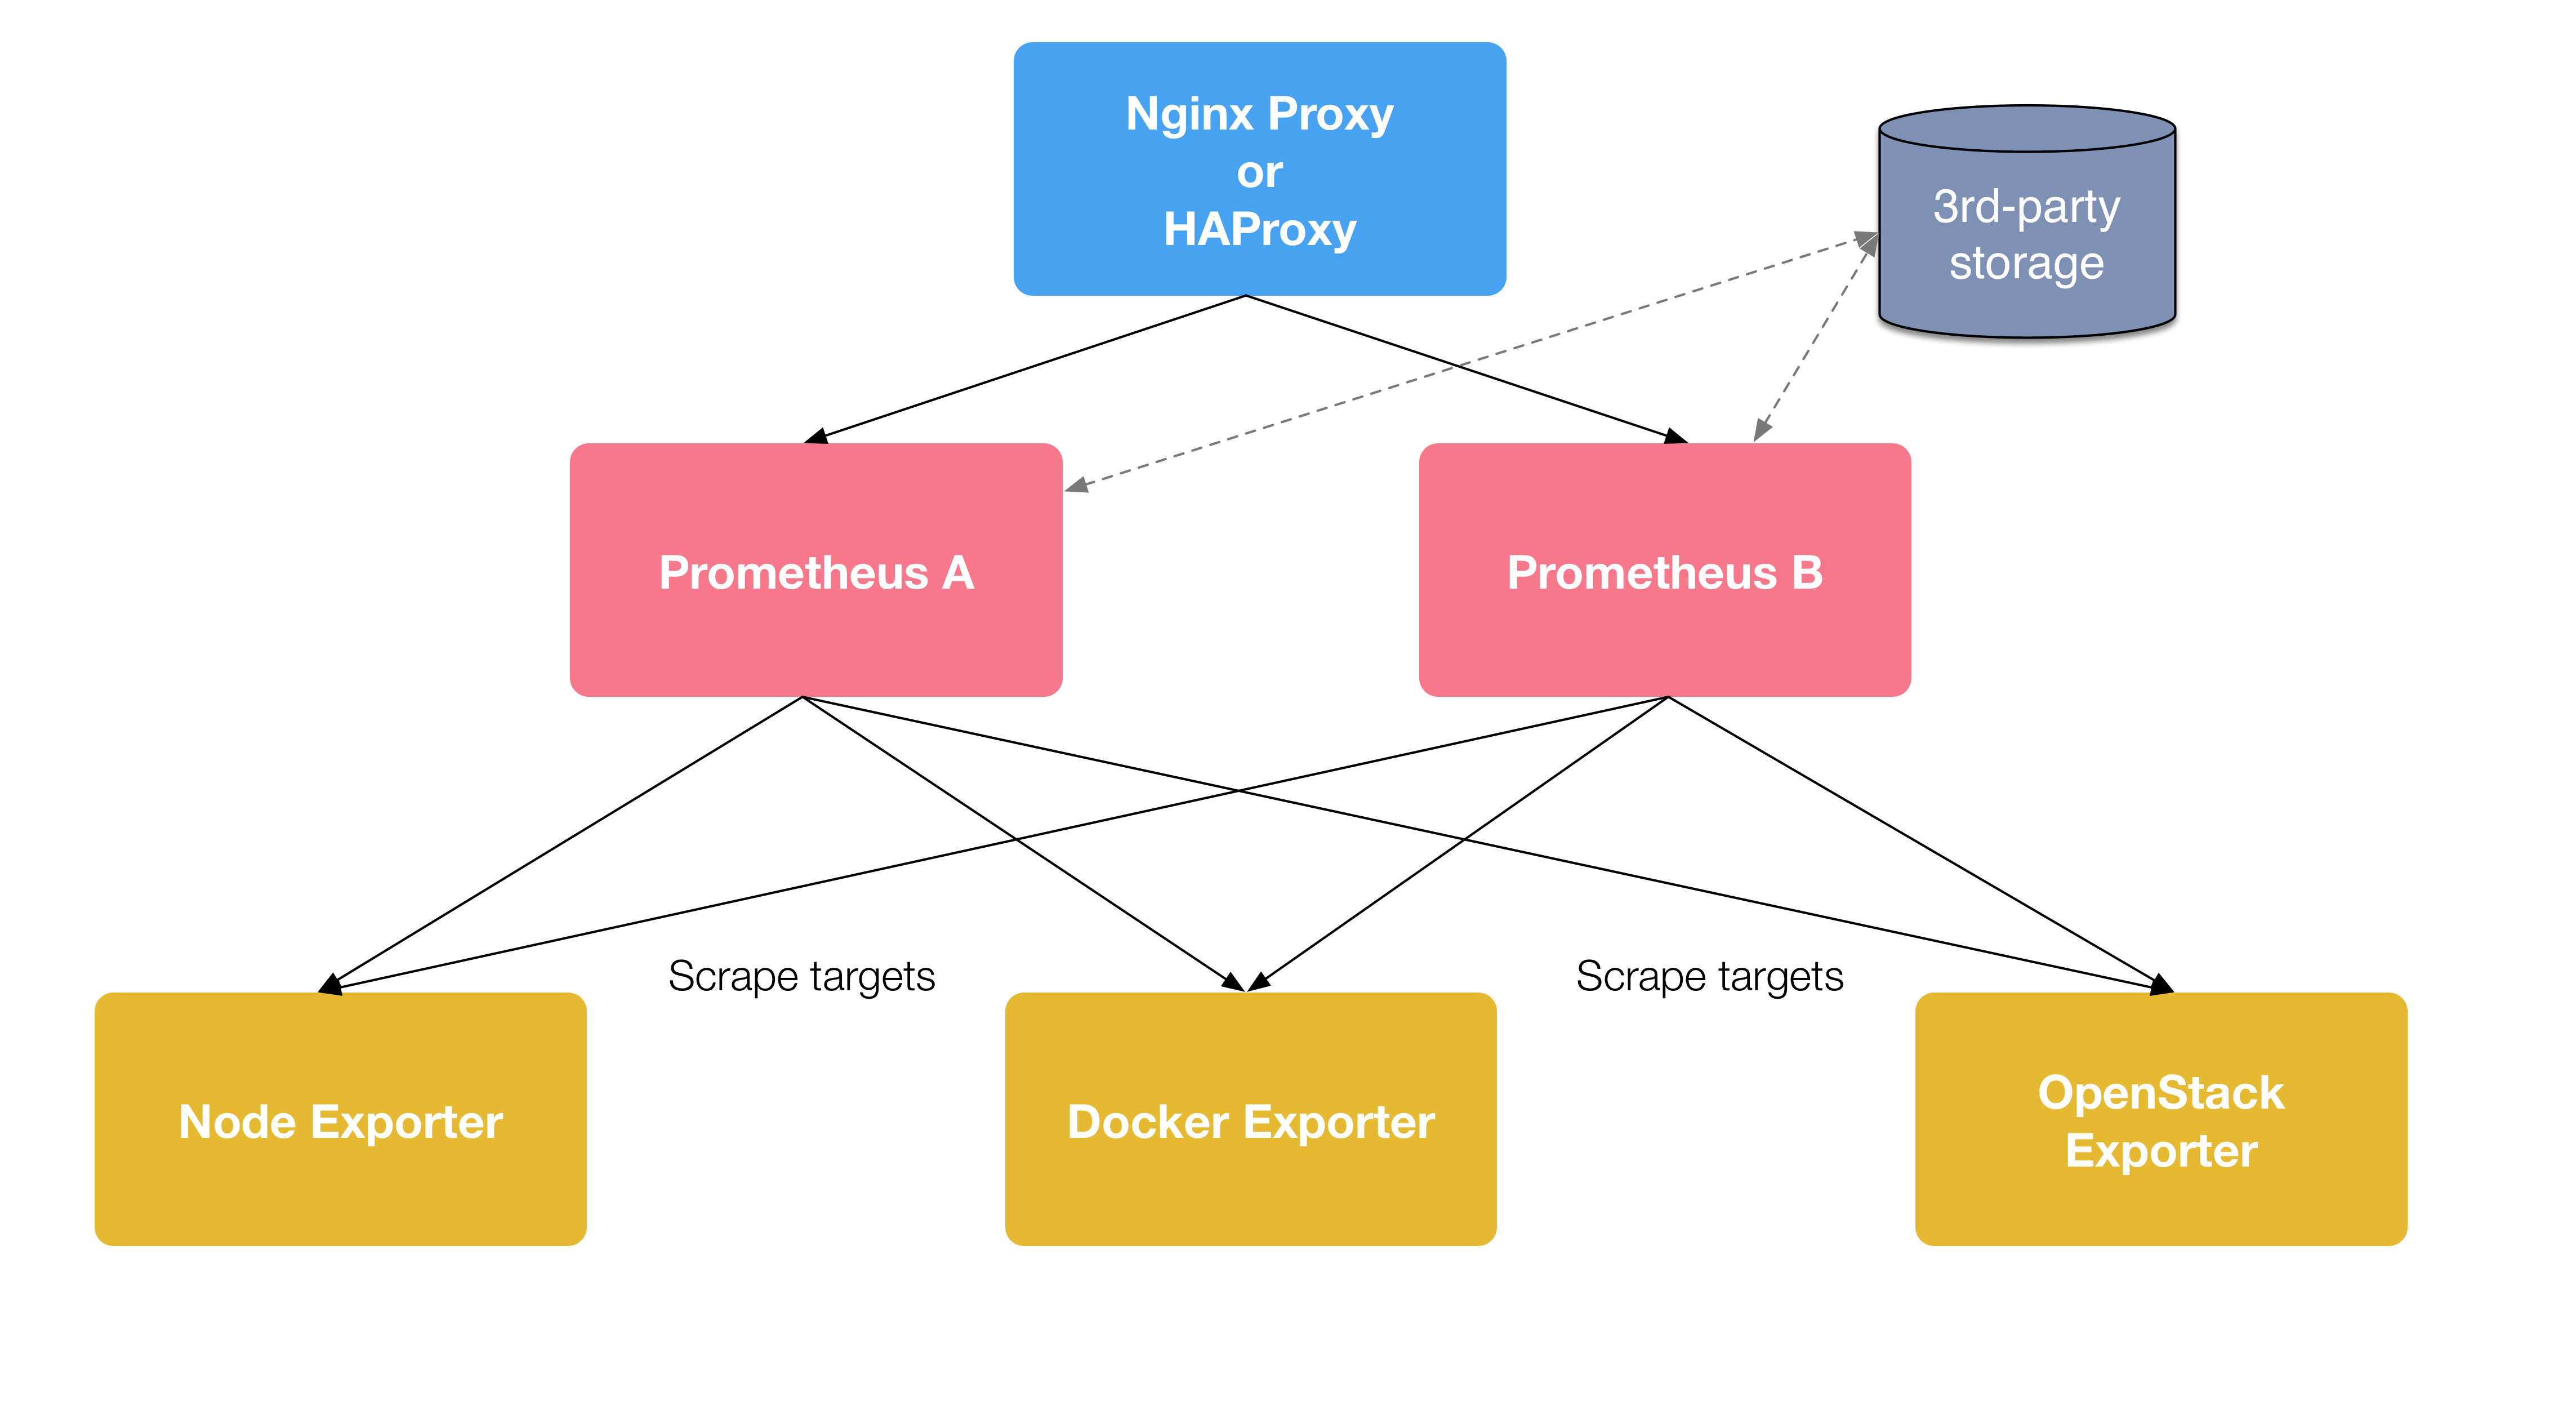 Nginx Proxy
or
HAProxy
3rd-party
storage
Prometheus A
Prometheus B
Scrape targets
Scrape targets
Node Exporter
Docker Exporter
OpenStack
Exporter